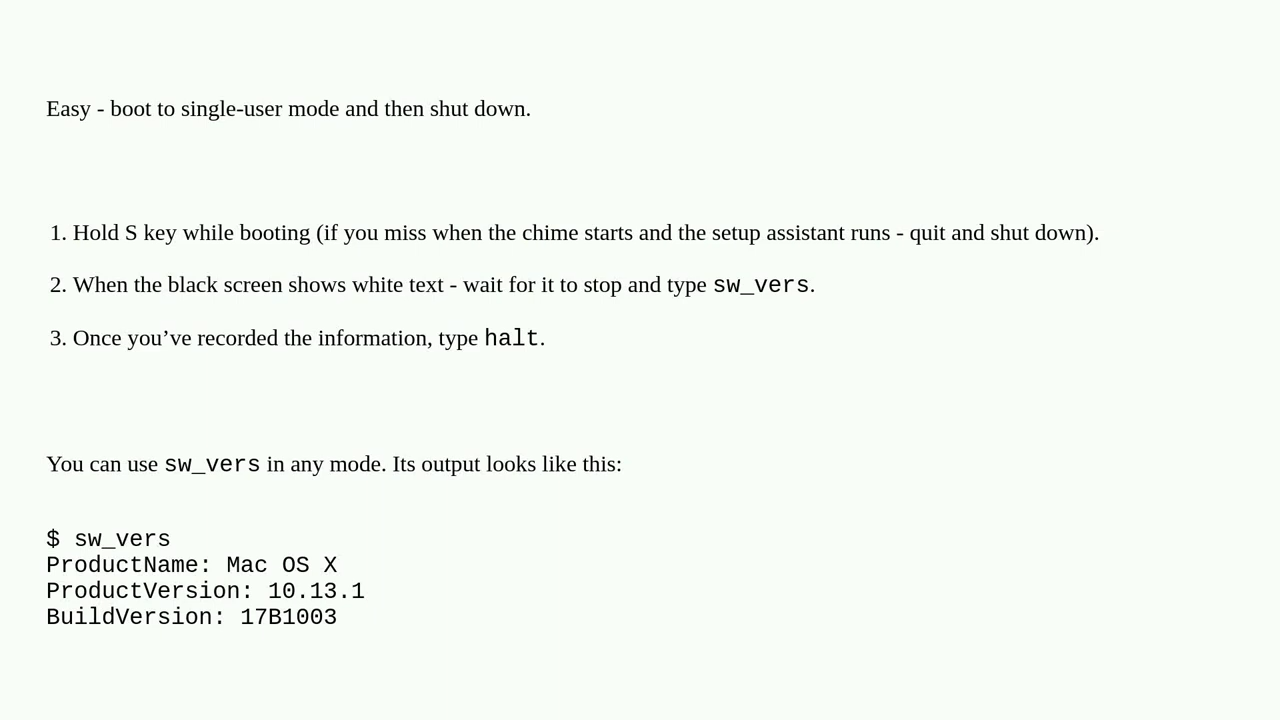 Easy - boot to single-user mode and then shut down.
1. Hold S key while booting (if you miss when the chime starts and the setup assistant runs - quit and shut down).
2. When the black screen shows white text - wait for it to stop and type sw_vers.
3. Once you’ve recorded the information, type halt.
You can use sw_vers in any mode. Its output looks like this:
$ sw_vers
ProductName: Mac OS X
ProductVersion: 10.13.1
BuildVersion: 17B1003